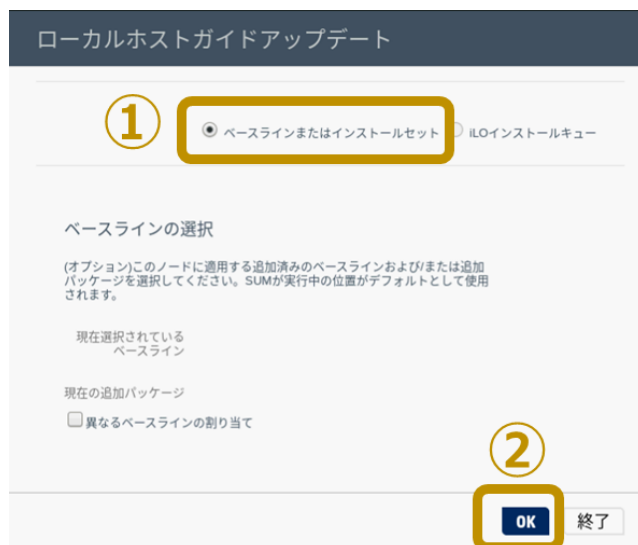 ローカルホストガイドアップデート
①
ベースラインまたはインストールセット
iLOインストールキュー
ベースラインの選択
(オプション)このノードに適用する追加済みのベースラインおよび/または追加
パッケージを選択してください。SUMが実行中の位置がデフォルトとして使用
されます。
現在選択されている
ベースライン
現在の追加パッケージ
異なるベースラインの割り当て
②
OK
終了